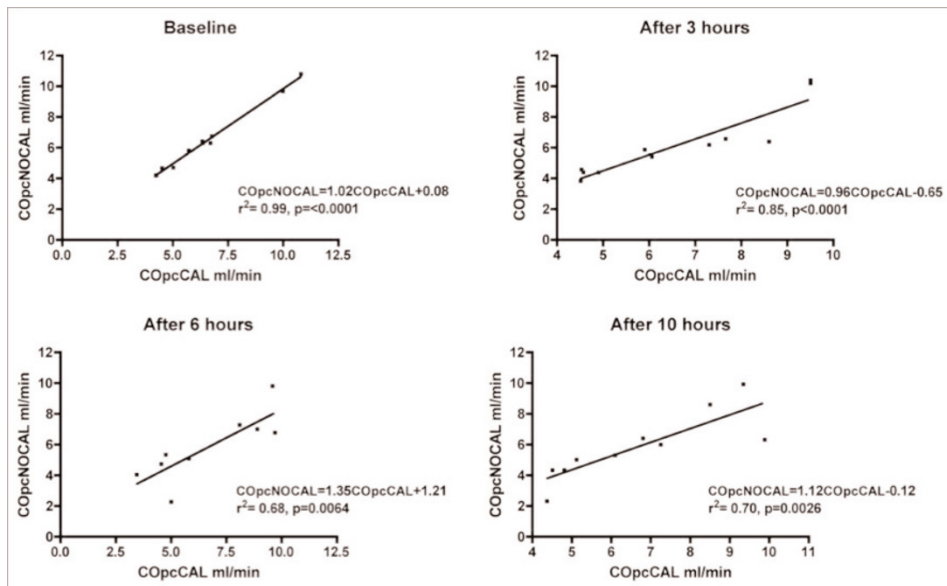 Baseline
12
10
8
6
4
2
0
COpcNOCAL ml/min
COpcNOCAL=1.02COpcCAL+0.08
r²= 0.99, p=<0.0001
0.0 2.5 5.0 7.5 10.0 12.5
COpcCAL ml/min
After 3 hours
12
10
8
6
4
2
0
COpcNOCAL ml/min
COpcNOCAL=0.96COpcCAL-0.65
r²= 0.85, p<0.0001
4 5 6 7 8 9 10
COpcCAL ml/min
After 6 hours
12
10
8
6
4
2
0
COpcNOCAL ml/min
COpcNOCAL=1.35COpcCAL+1.21
r²= 0.68, p=0.0064
0.0 2.5 5.0 7.5 10.0 12.5
COpcCAL ml/min
After 10 hours
12
10
8
6
4
2
0
COpcNOCAL ml/min
COpcNOCAL=1.12COpcCAL-0.12
r²= 0.70, p=0.0026
4 5 6 7 8 9 10 11
COpcCAL ml/min